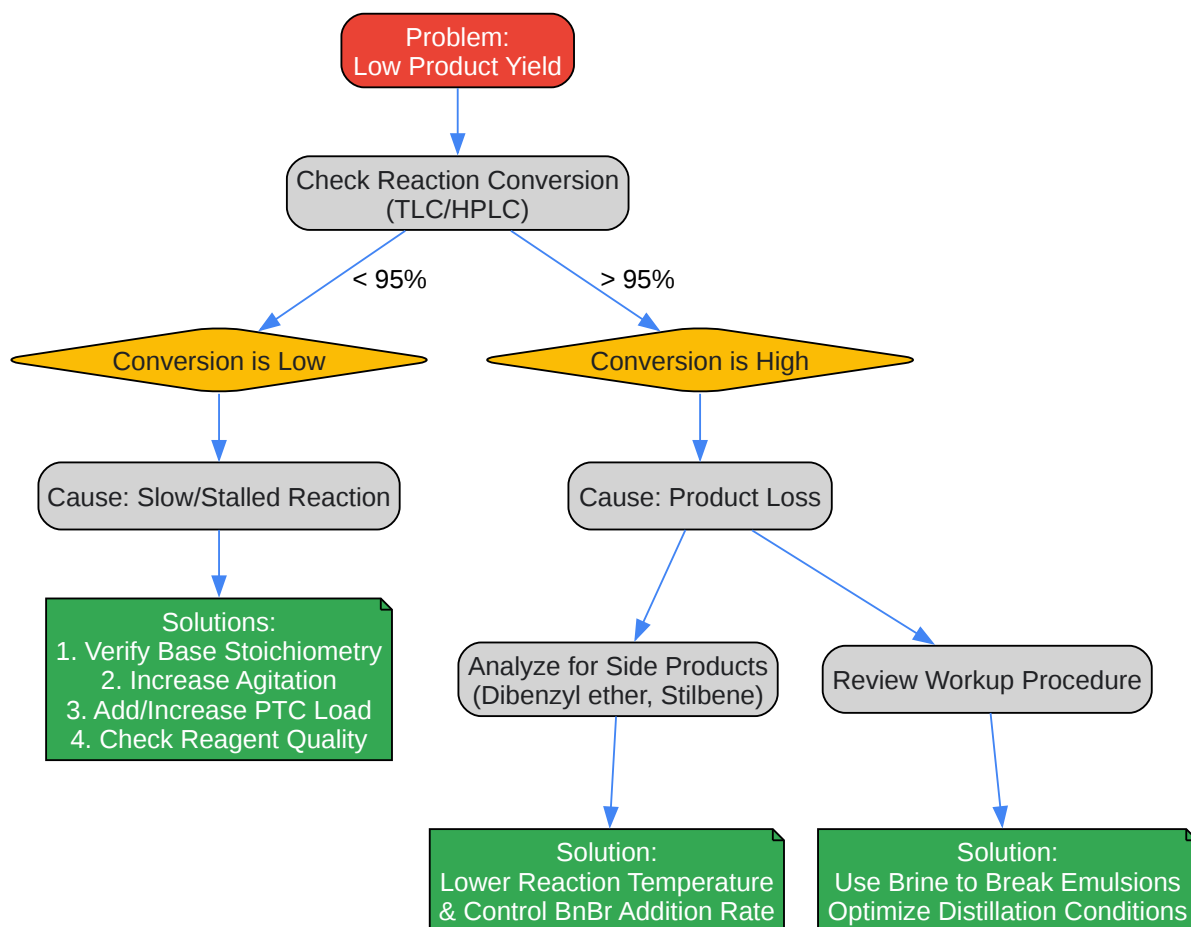 Problem:
Low Product Yield
Check Reaction Conversion
(TLC/HPLC)
< 95%
> 95%
Conversion is Low
Conversion is High
Cause: Slow/Stalled Reaction
Cause: Product Loss
Solutions:
1. Verify Base Stoichiometry
2. Increase Agitation
3. Add/Increase PTC Load
4. Check Reagent Quality
Analyze for Side Products
(Dibenzyl ether, Stilbene)
Review Workup Procedure
Solution:
Lower Reaction Temperature
& Control BnBr Addition Rate
Solution:
Use Brine to Break Emulsions
Optimize Distillation Conditions